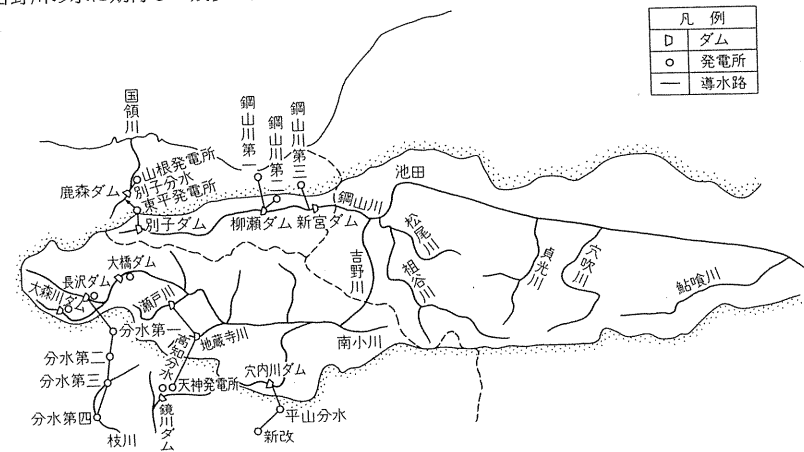 凡例
ダム
発電所
導水路
国領川
山根発電所
別子分水
東平発電所
鹿森ダム
別子ダム
銅山川第一
銅山川第二
銅山川第三
柳瀬ダム
新宮ダム
銅山川
池田
吉野川
松尾川
祖谷川
貞光川
穴吹川
鮎喰川
大橋ダム
長沢ダム
大森川ダム
瀬戸川
地蔵寺川
高知分水
南小川
穴内川ダム
分水第一
分水第二
分水第三
分水第四
天神発電所
鏡川ダム
枝川
平山分水
新改